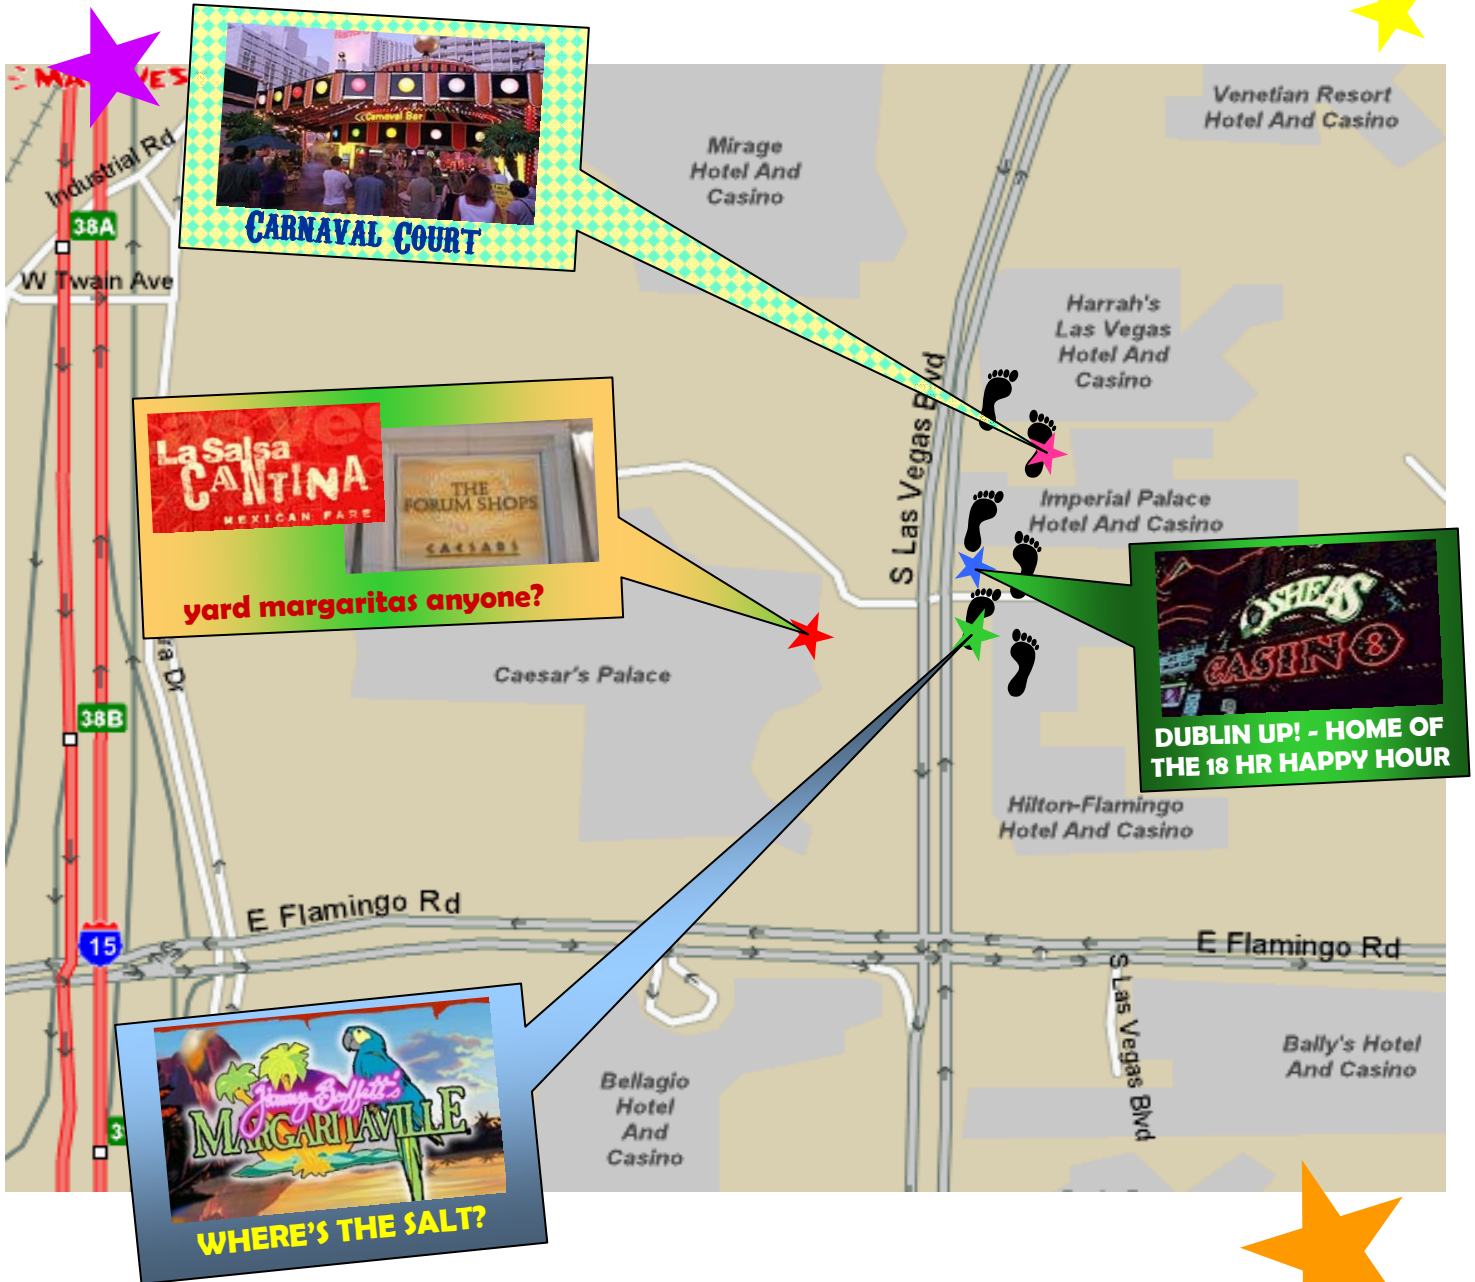 Carnaval Bar
CARNAVAL COURT
Industrial Rd
38A
W Twain Ave
Mirage
Hotel And
Casino
Venetian Resort
Hotel And Casino
Harrah's
Las Vegas
Hotel And
Casino
S Las Vegas Blvd
La Salsa
CANTINA
MEXICAN FARE
THE
FORUM SHOPS
CAESARS
yard margaritas anyone?
Imperial Palace
Hotel And Casino
O'SHEAS
CASINO
DUBLIN UP! - HOME OF
THE 18 HR HAPPY HOUR
Caesar's Palace
38B
Hilton-Flamingo
Hotel And Casino
E Flamingo Rd
15
E Flamingo Rd
S Las Vegas Blvd
Bally's Hotel
And Casino
Bellagio
Hotel
And
Casino
Jimmy Buffett's
MARGARITAVILLE
WHERE'S THE SALT?